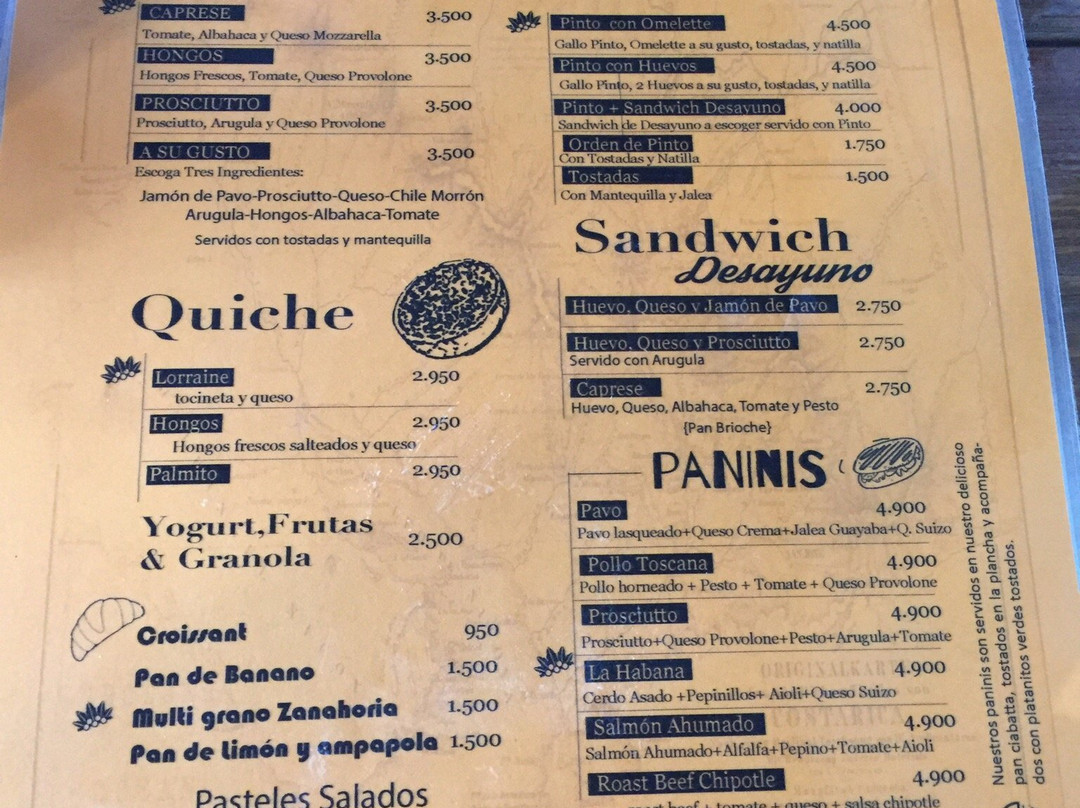 CAPRESE 3.500
Tomate, Albahaca y Queso Mozzarella
HONGOS 3.500
Hongos Frescos, Tomate, Queso Provolone
PROSCIUTTO 3.500
Prosciutto, Arugula y Queso Provolone
A SU GUSTO 3.500
Escoga Tres Ingredientes:
Jamón de Pavo-Prosciutto-Queso-Chile Morrón
Arugula-Hongos-Albahaca-Tomate
Servidos con tostadas y mantequilla
Quiche
Lorraine 2.950
tocineta y queso
Hongos 2.950
Hongos frescos salteados y queso
Palmito 2.950
Yogurt,Frutas
& Granola 2.500
Croissant 950
Pan de Banano 1.500
Multi grano Zanahoria 1.500
Pan de Limón y ampapola 1.500
Pasteles Salados
Pinto con Omelette 4.500
Gallo Pinto, Omelette a su gusto, tostadas, y natilla
Pinto con Huevos 4.500
Gallo Pinto, 2 Huevos a su gusto, tostadas, y natilla
Pinto + Sandwich Desayuno 4.000
Sandwich de Desayuno a escoger servido con Pinto
Orden de Pinto 1.750
Con Tostadas y Natilla
Tostadas 1.500
Con Mantequilla y Jalea
Sandwich
Desayuno
Huevo, Queso y Jamón de Pavo 2.750
Huevo, Queso y Prosciutto 2.750
Servido con Arugula
Caprese 2.750
Huevo, Queso, Albahaca, Tomate y Pesto
{Pan Brioche}
PANINIS
Pavo 4.900
Pavo lasqueado+Queso Crema+Jalea Guayaba+Q. Suizo
Pollo Toscana 4.900
Pollo horneado + Pesto + Tomate + Queso Provolone
Prosciutto 4.900
Prosciutto+Queso Provolone+Pesto+Arugula+Tomate
La Habana 4.900
Cerdo Asado +Pepinillos+ Aioli+Queso Suizo
Salmón Ahumado 4.900
Salmón Ahumado+Alfalfa+Pepino+Tomate+Aioli
Roast Beef Chipotle 4.900
beef + tomate + queso + salsa chipotle
Nuestros paninis son servidos en nuestro delicioso
pan ciabatta, tostados en la plancha y acompaña-
dos con platanitos verdes tostados.